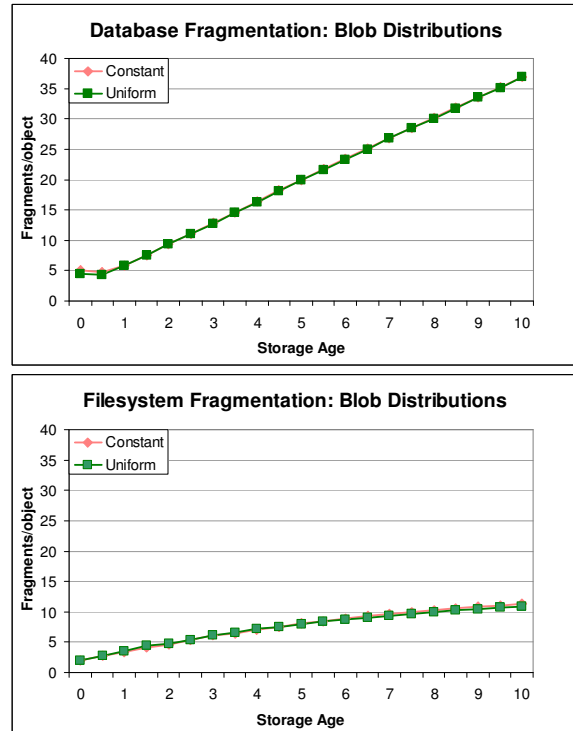 Database Fragmentation: Blob Distributions
40
35
30
25
20
15
10
5
0
Fragments/object
Constant
Uniform
0 1 2 3 4 5 6 7 8 9 10
Storage Age
Filesystem Fragmentation: Blob Distributions
40
35
30
25
20
15
10
5
0
Fragments/object
Constant
Uniform
0 1 2 3 4 5 6 7 8 9 10
Storage Age